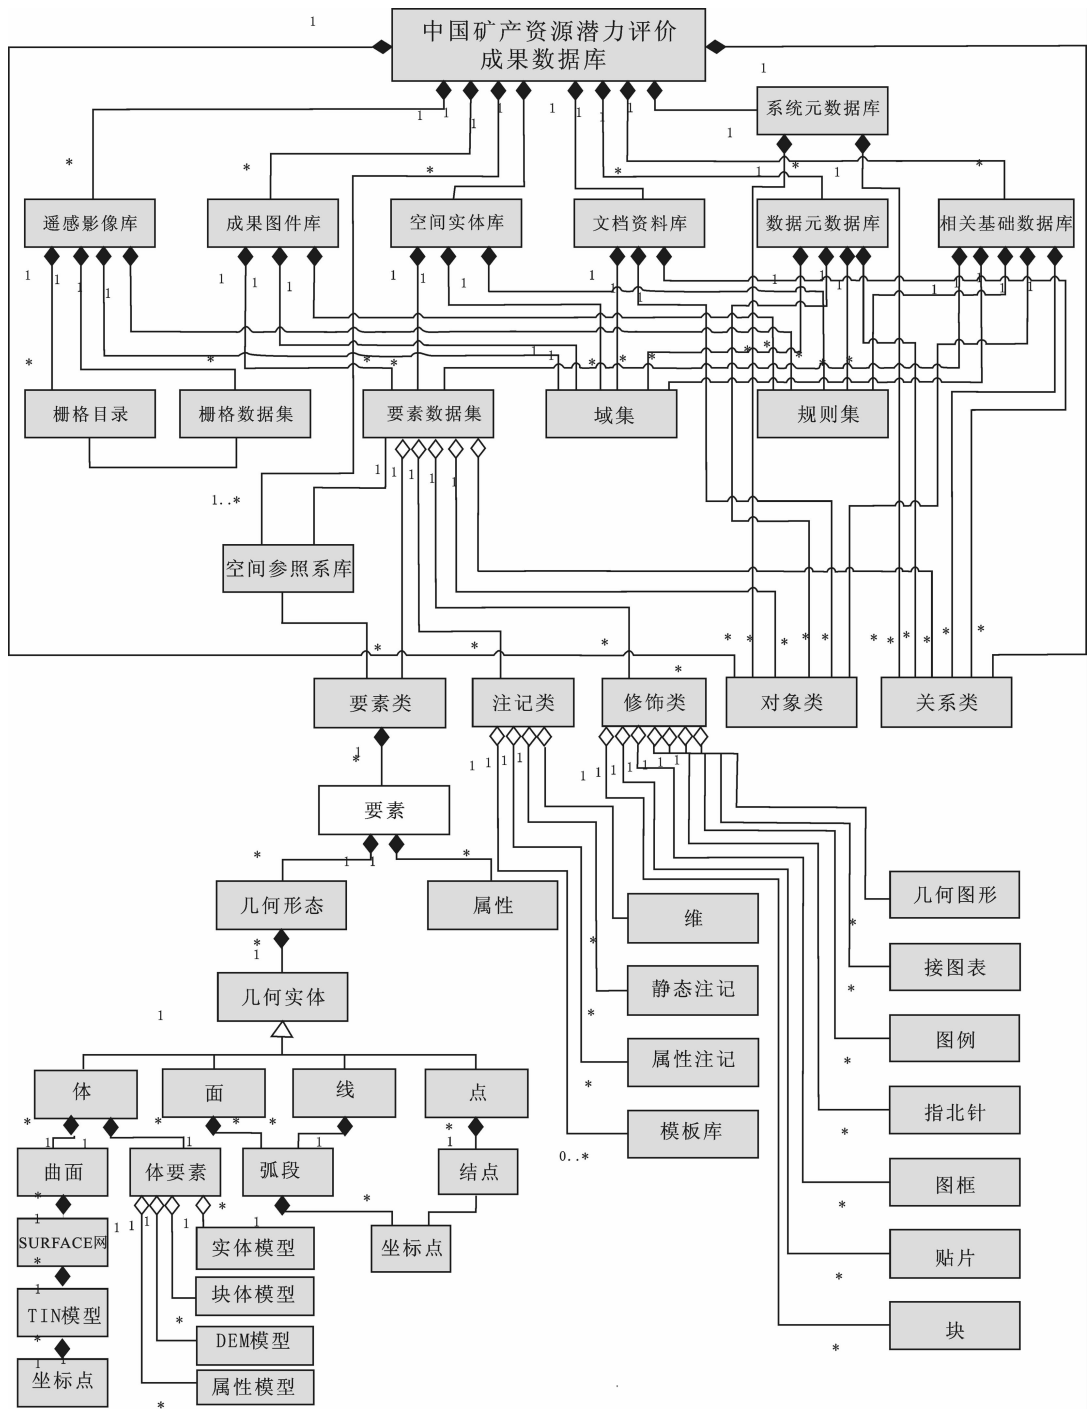 中国矿产资源潜力评价
成果数据库
系统元数据库
遥感影像库
成果图件库
空间实体库
文档资料库
数据元数据库
相关基础数据库
栅格目录
栅格数据集
要素数据集
域集
规则集
1..*
空间参照系库
要素类
注记类
修饰类
对象类
关系类
要素
几何形态
属性
几何实体
维
静态注记
属性注记
模板库
0..*
几何图形
接图表
图例
指北针
图框
贴片
块
体
面
线
点
曲面
体要素
弧段
结点
SURFACE网
实体模型
坐标点
块体模型
TIN模型
DEM模型
坐标点
属性模型